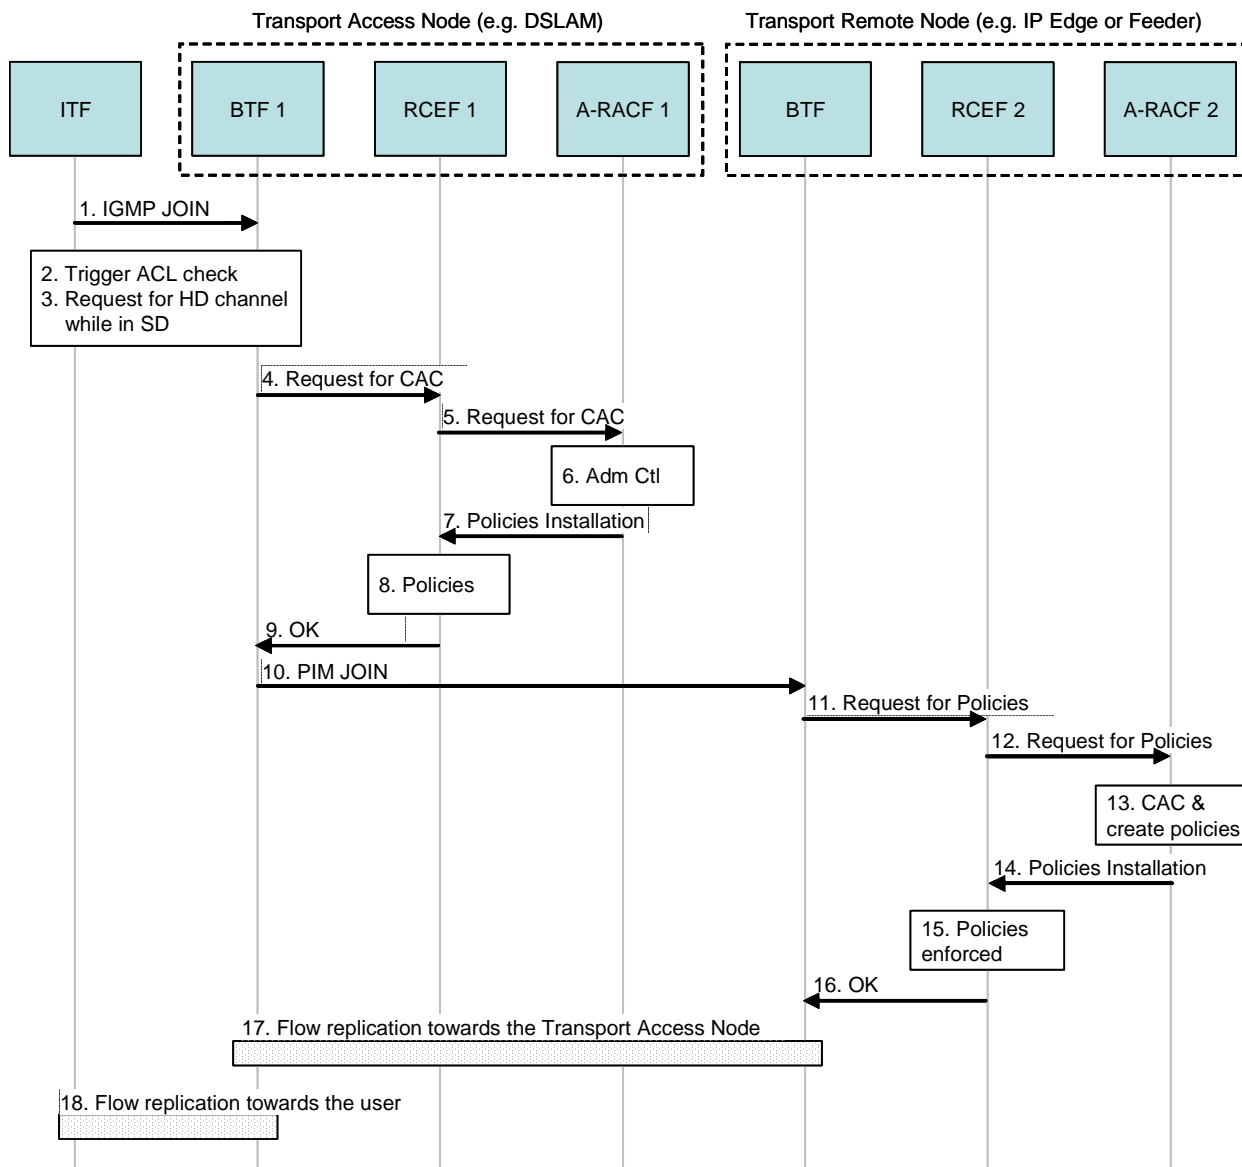 Transport Access Node (e.g. DSLAM)
Transport Remote Node (e.g. IP Edge or Feeder)
ITF
BTF 1
RCEF 1
A-RACF 1
BTF
RCEF 2
A-RACF 2
1. IGMP JOIN
2. Trigger ACL check
3. Request for HD channel
while in SD
4. Request for CAC
5. Request for CAC
6. Adm Ctl
7. Policies Installation
8. Policies
9. OK
10. PIM JOIN
11. Request for Policies
12. Request for Policies
13. CAC &
create policies
14. Policies Installation
15. Policies
enforced
16. OK
17. Flow replication towards the Transport Access Node
18. Flow replication towards the user